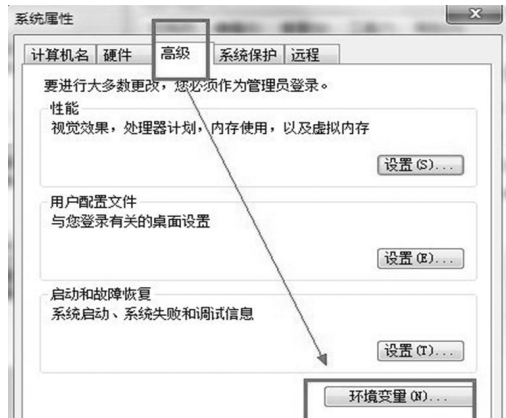 系统属性
计算机名 硬件 高级 系统保护 远程
要进行大多数更改，您必须作为管理员登录。
性能
视觉效果，处理器计划，内存使用，以及虚拟内存
设置(S)...
用户配置文件
与您登录有关的桌面设置
设置(E)...
启动和故障恢复
系统启动、系统失败和调试信息
设置(T)...
环境变量(N)...